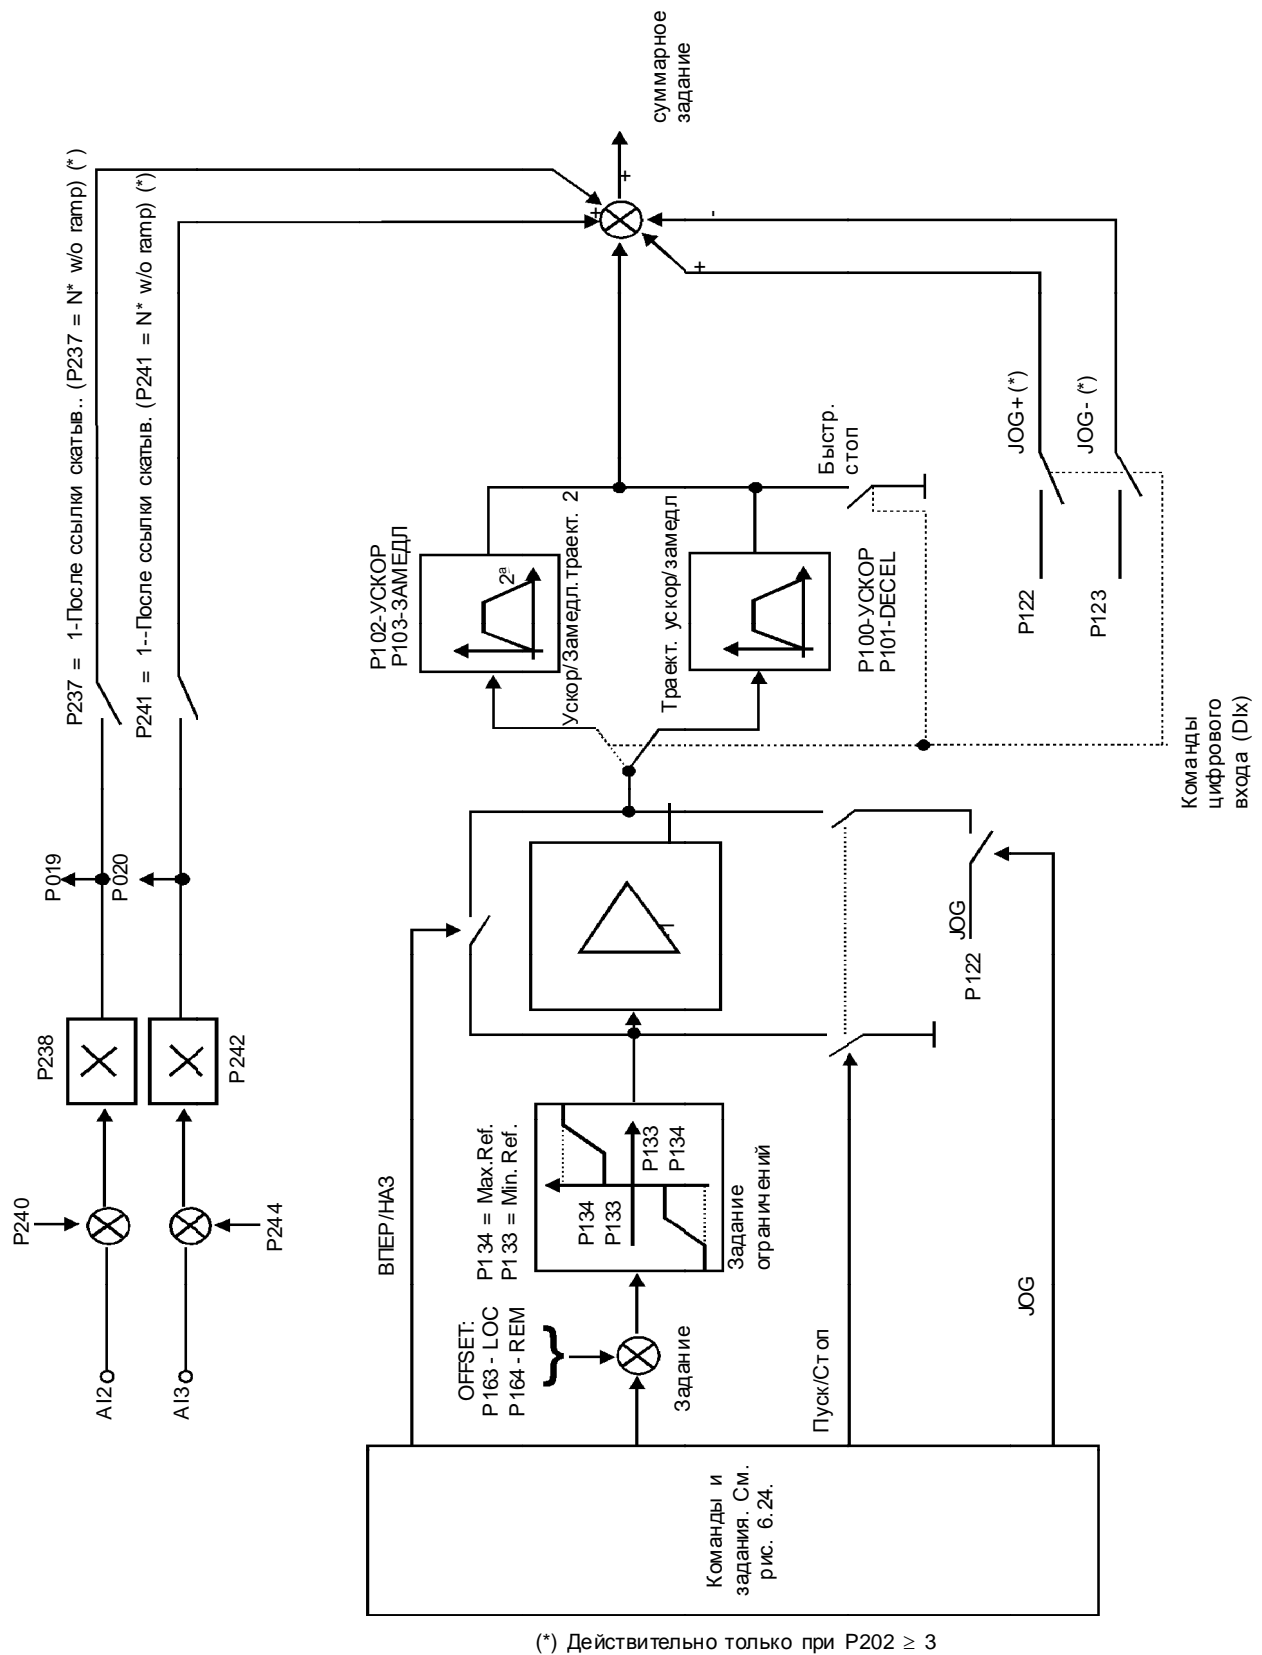 суммарное
задание
P237 = 1-После ссылки скатыв.. (P237 = N* w/o ramp) (*)
P241 = 1--После ссылки скатыв. (P241 = N* w/o ramp) (*)
+
+
+
-
P019
P020
P238
P242
P240
P244
AI2
AI3
P102-УСКОР
P103-ЗАМЕДЛ
2ª
Ускор/Замедл.траект. 2
Траект. ускор/замедл
P100-УСКОР
P101-DECEL
Быстр.
стоп
JOG+ (*)
JOG- (*)
P122
P123
Команды
цифрового
входа (DIx)
JOG
P122
ВПЕР/НАЗ
P134 = Max.Ref.
P133 = Min. Ref.
P134
P133
P133
P134
Задание
ограничений
OFFSET:
P163 - LOC
P164 - REM
}
Задание
Пуск/Стоп
JOG
Команды и
задания. См.
рис. 6.24.
(*) Действительно только при P202 ≥ 3